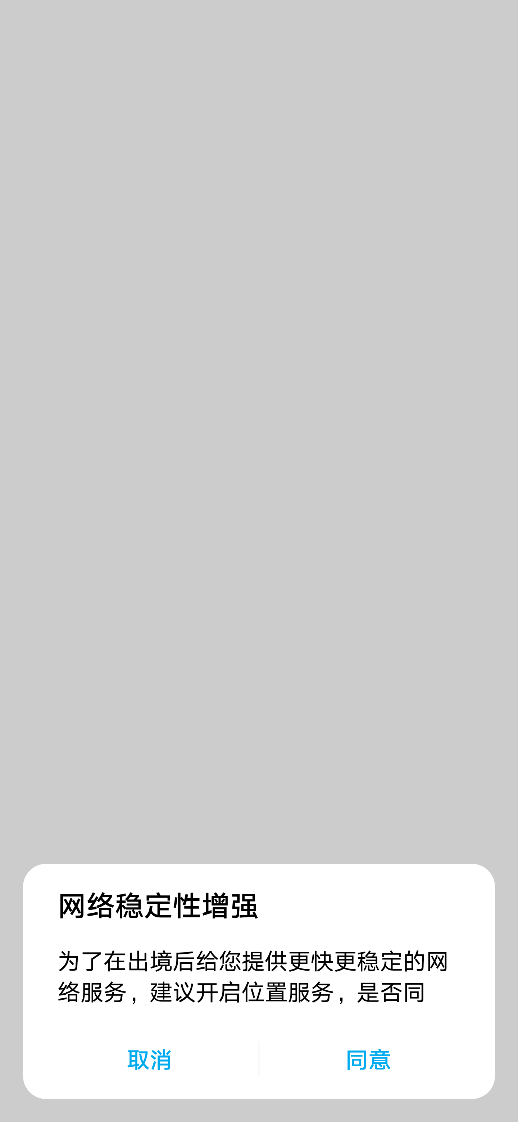 网络稳定性增强
为了在出境后给您提供更快更稳定的网
络服务，建议开启位置服务，是否同
取消
同意